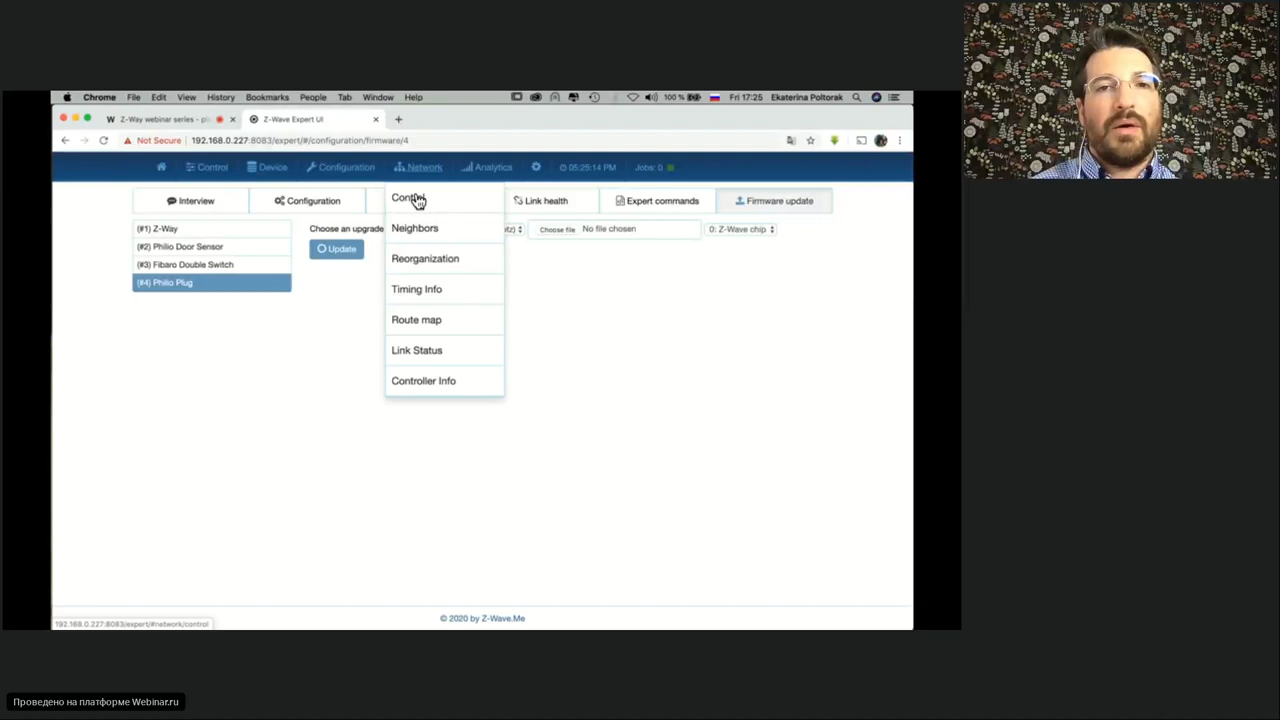 Chrome File Edit View History Bookmarks People Tab Window Help 100 % Fri 17:25 Ekaterina Poltorak
Z-Way webinar series - pl
Z-Wave Expert UI
Not Secure 192.168.0.227:8083/expert/#/configuration/firmware/4
Control Device Configuration Network Analytics 05:25:14 PM Jobs: 0
Interview Configuration Link health Expert commands Firmware update
Control
Neighbors
Reorganization
Timing Info
Route map
Link Status
Controller Info
(#1) Z-Way
(#2) Philio Door Sensor
(#3) Fibaro Double Switch
(#4) Philio Plug
Choose an upgrade
Choose file No file chosen 0: Z-Wave chip
Update
© 2020 by Z-Wave.Me
192.168.0.227:8083/expert/#network/control
Проведено на платформе Webinar.ru